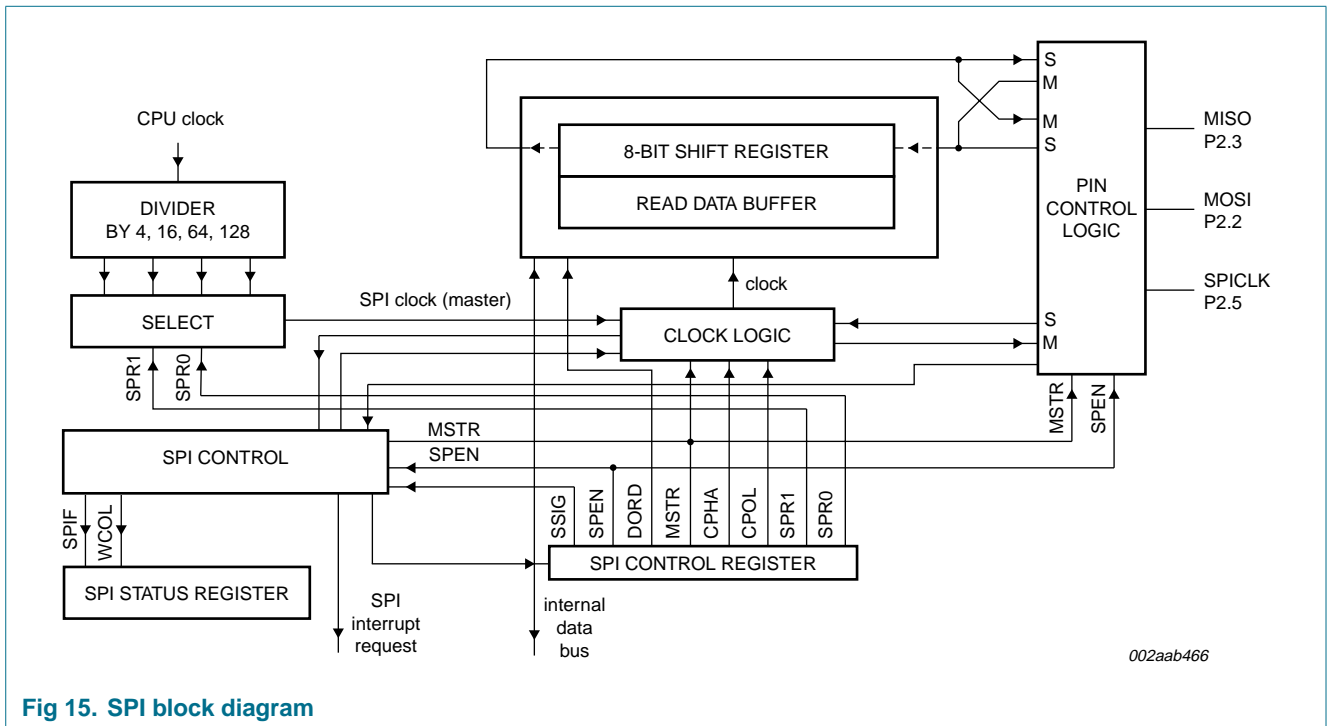 CPU clock
DIVIDER
BY 4, 16, 64, 128
SELECT
SPR1
SPR0
SPI clock (master)
8-BIT SHIFT REGISTER
READ DATA BUFFER
clock
CLOCK LOGIC
S
M
M
S
PIN
CONTROL
LOGIC
S
M
MISO
P2.3
MOSI
P2.2
SPICLK
P2.5
MSTR
SPEN
SPI CONTROL
MSTR
SPEN
SPIF
WCOL
SPI STATUS REGISTER
SSIG
SPEN
DORD
MSTR
CPHA
CPOL
SPR1
SPR0
SPI CONTROL REGISTER
SPI
interrupt
request
internal
data
bus
002aab466
Fig 15. SPI block diagram